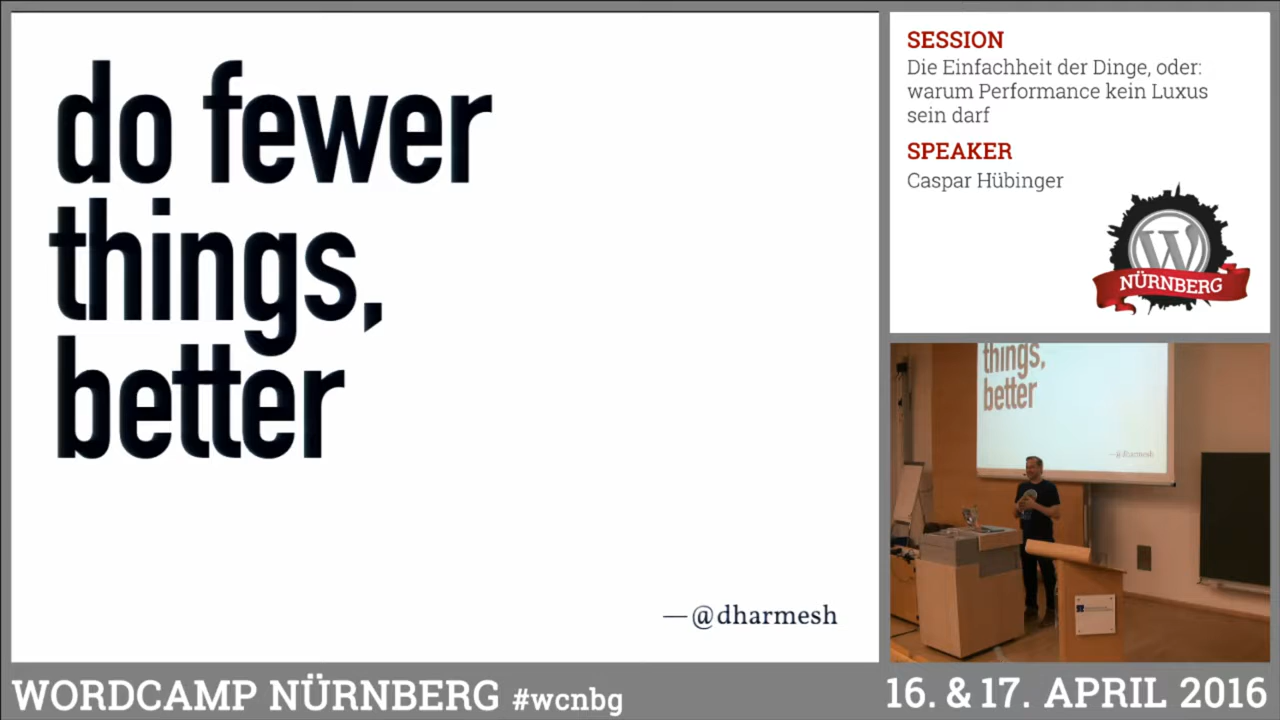 do fewer
things,
better
—@dharmesh
SESSION
Die Einfachheit der Dinge, oder:
warum Performance kein Luxus
sein darf
SPEAKER
Caspar Hübinger
W
NÜRNBERG
things,
better
—@dharmesh
WORDCAMP NÜRNBERG #wcnbg
16. & 17. APRIL 2016